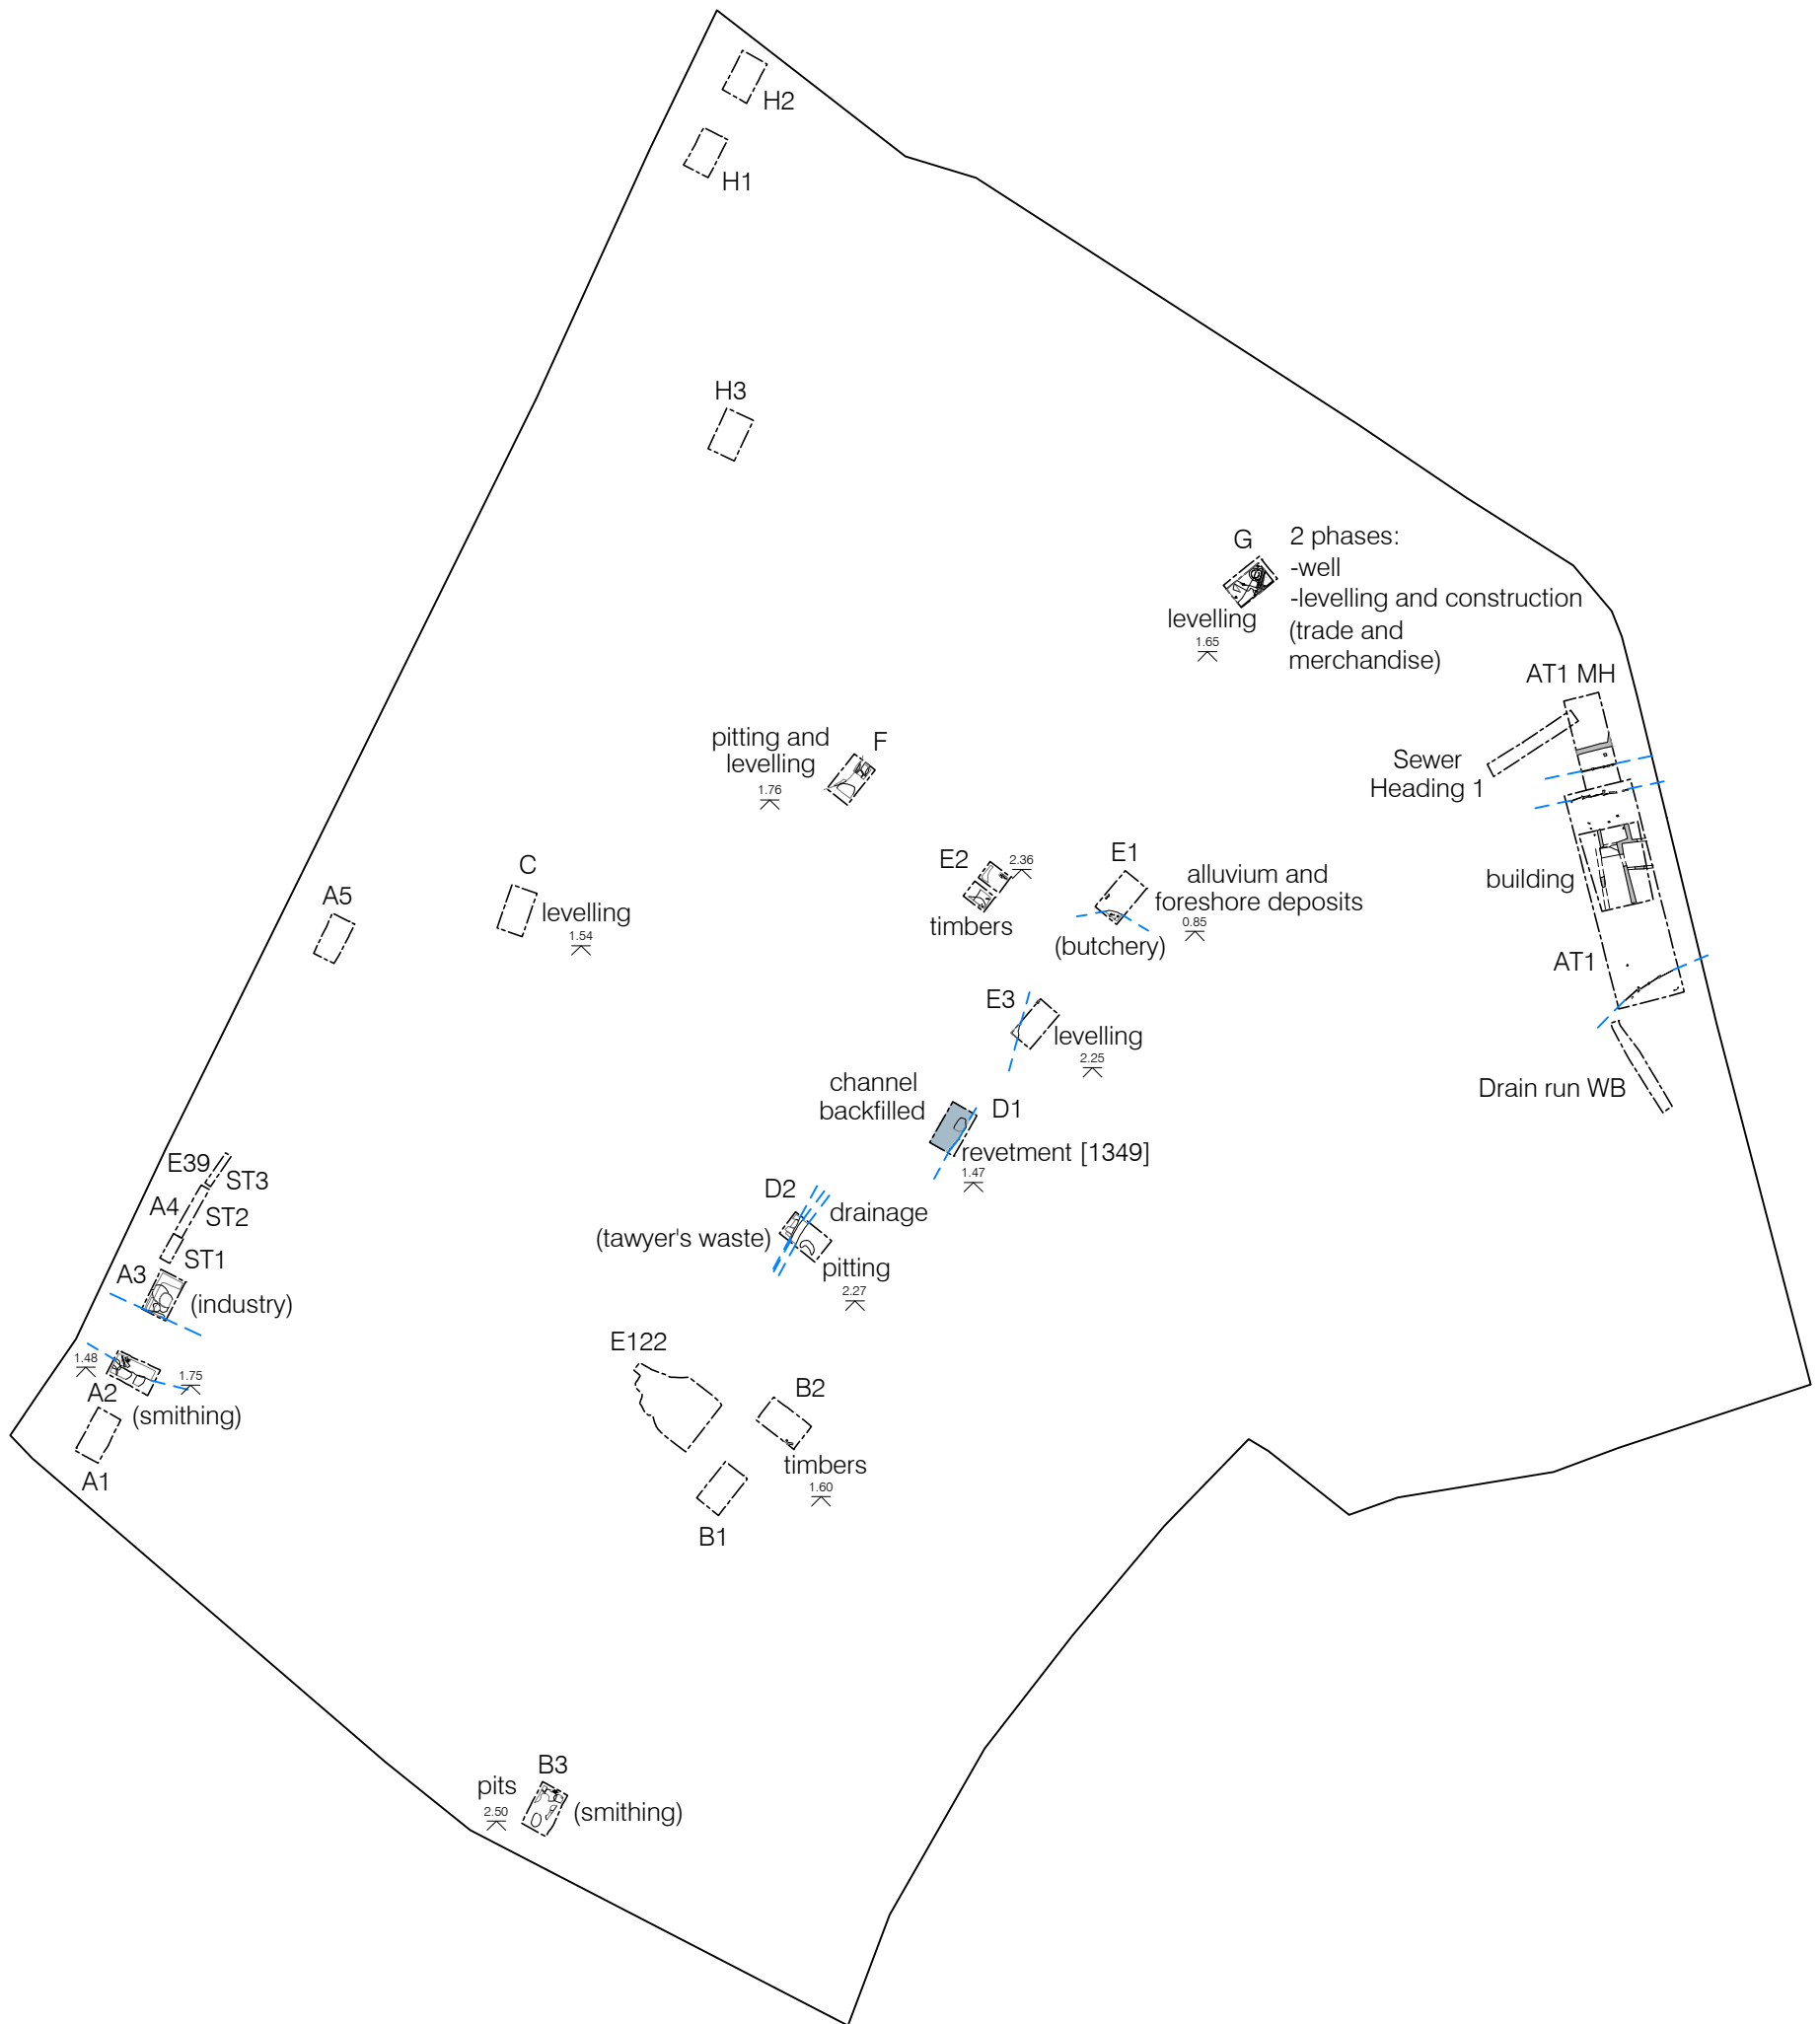 H2
H1
H3
G
2 phases:
-well
-levelling and construction
(trade and
merchandise)
levelling
1.65
AT1 MH
Sewer
Heading 1
pitting and
levelling
1.76
F
building
AT1
Drain run WB
E2
2.36
timbers
E1
alluvium and
foreshore deposits
0.85
(butchery)
C
levelling
1.54
A5
E3
levelling
2.25
channel
backfilled
D1
revetment [1349]
1.47
D2
drainage
(tawyer's waste)
pitting
2.27
E39
ST3
A4
ST2
ST1
A3
(industry)
1.48
1.75
A2
(smithing)
A1
E122
B2
timbers
1.60
B1
B3
pits
2.50
(smithing)